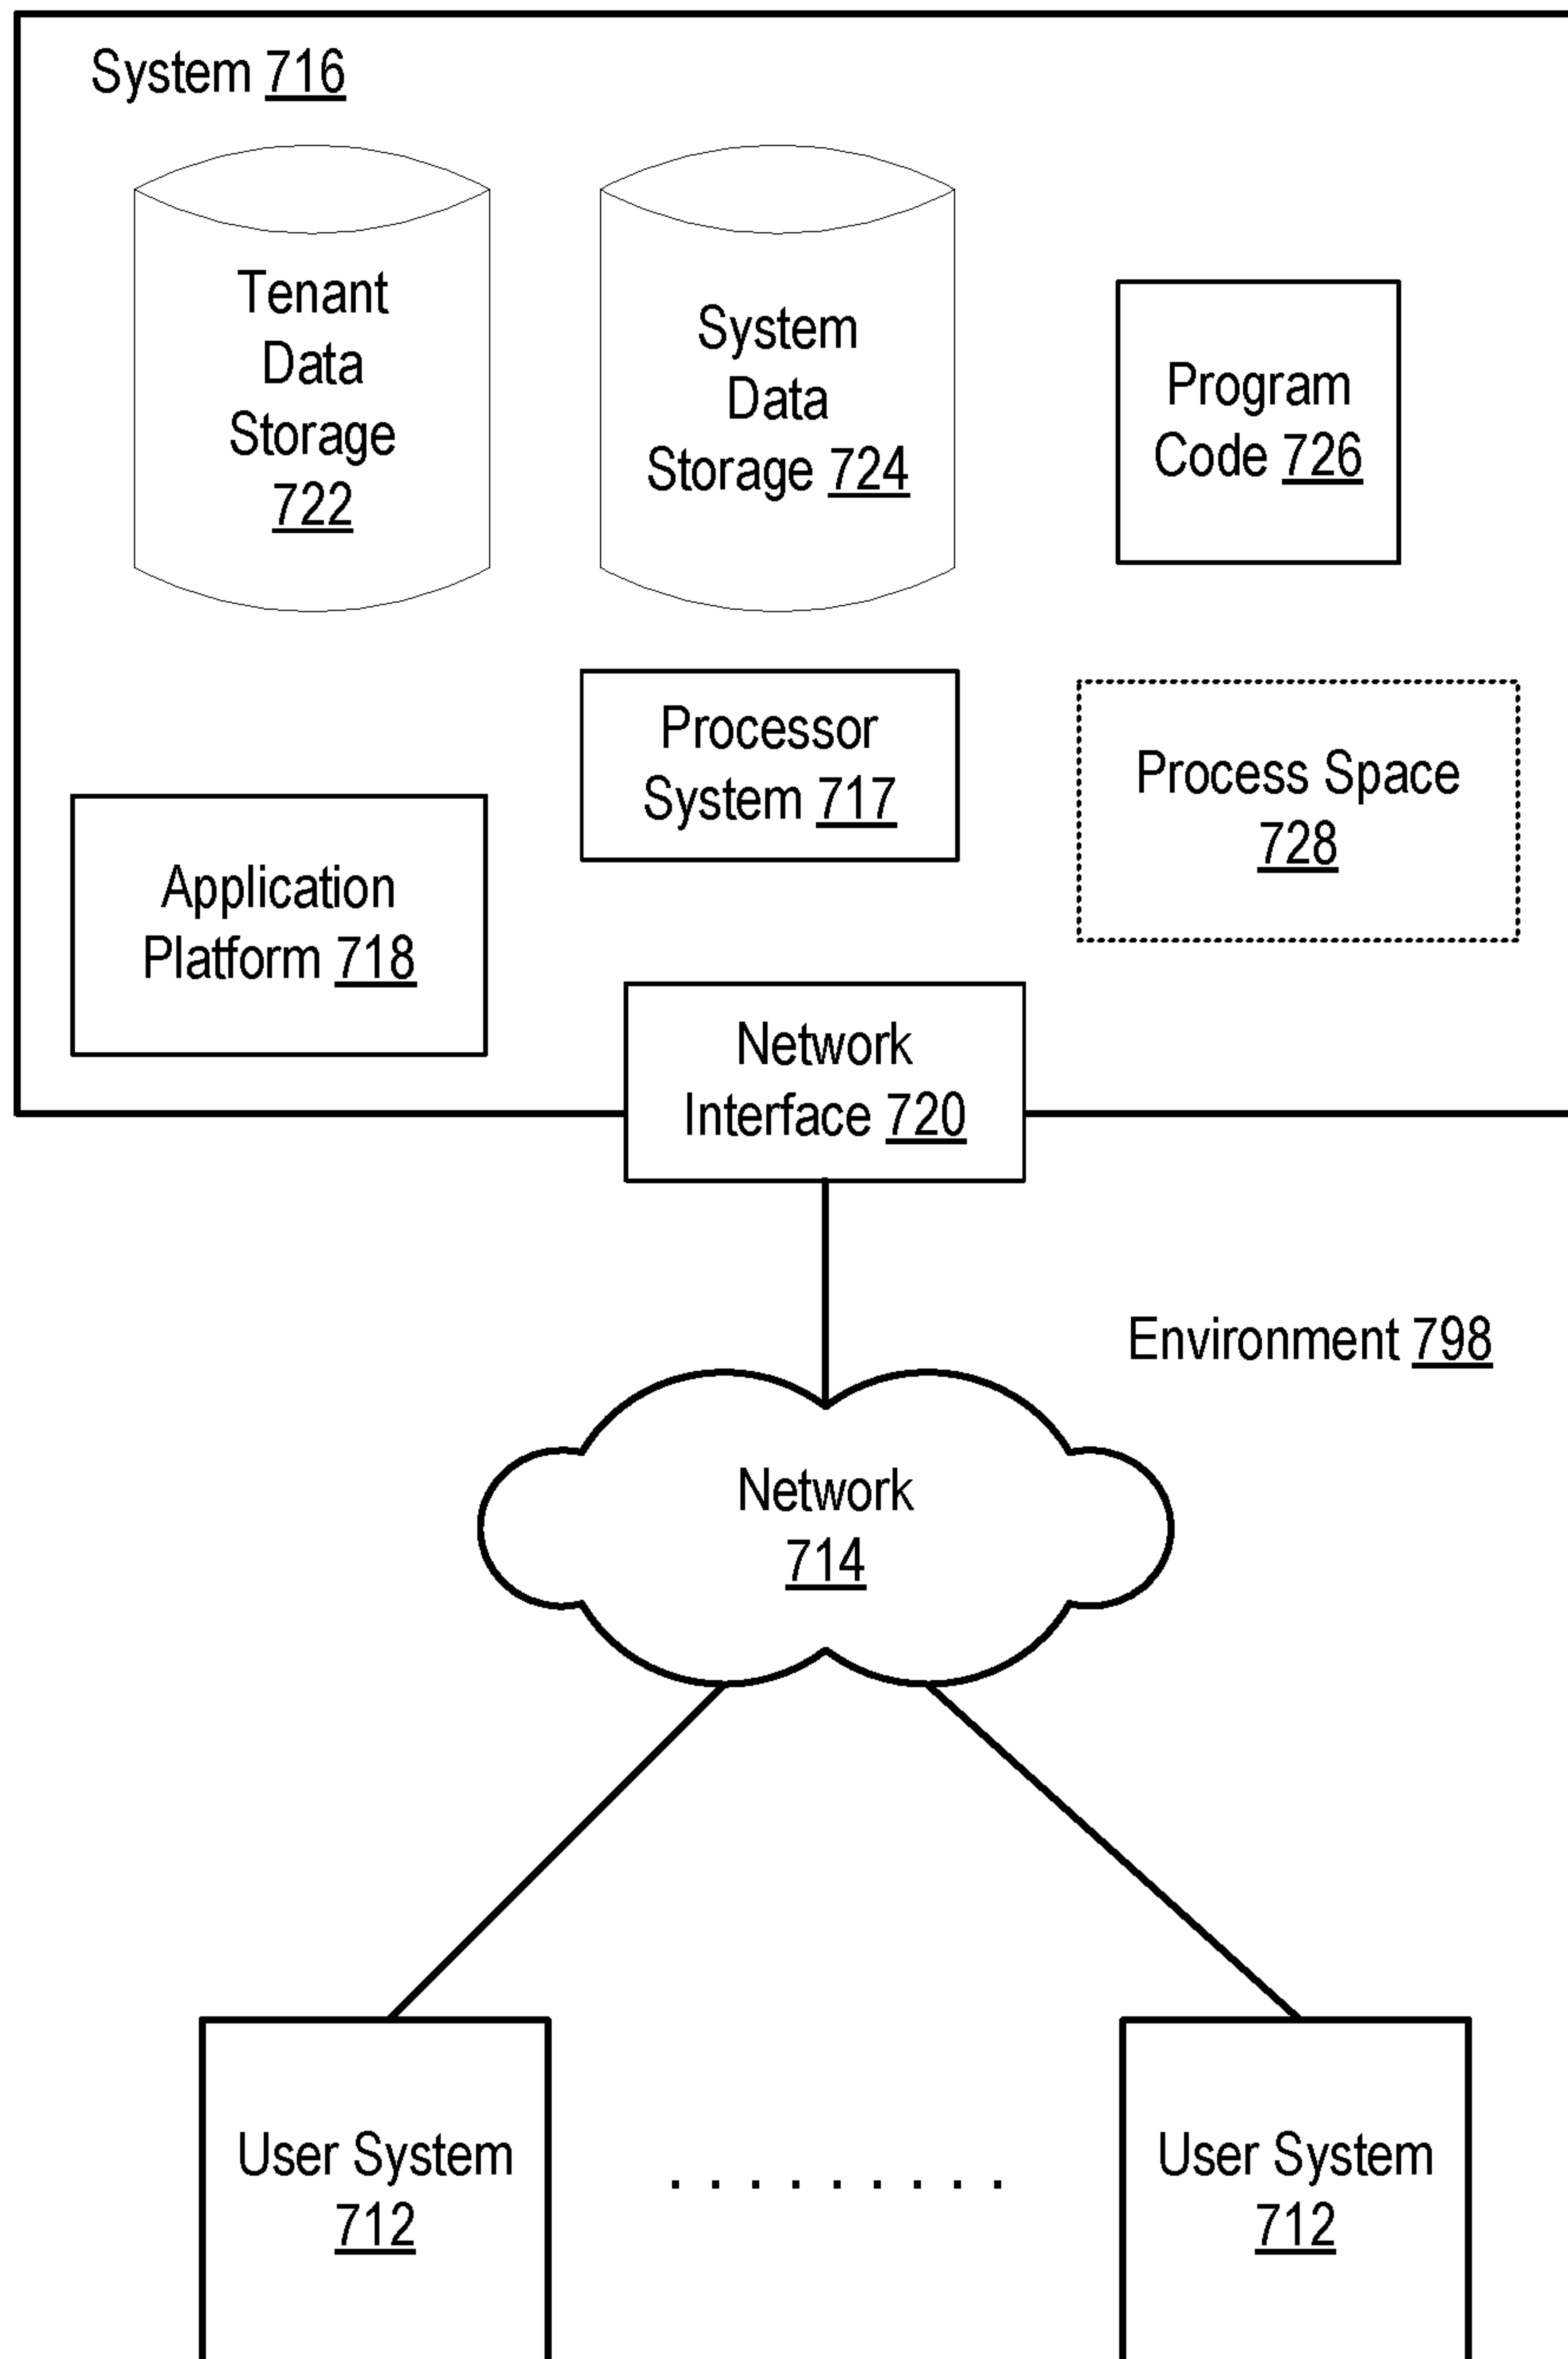 System 716
Tenant
Data
Storage
722
System
Data
Storage 724
Program
Code 726
Processor
System 717
Process Space
728
Application
Platform 718
Network
Interface 720
Environment 798
Network
714
User System
712
. . . . . . . . .
User System
712